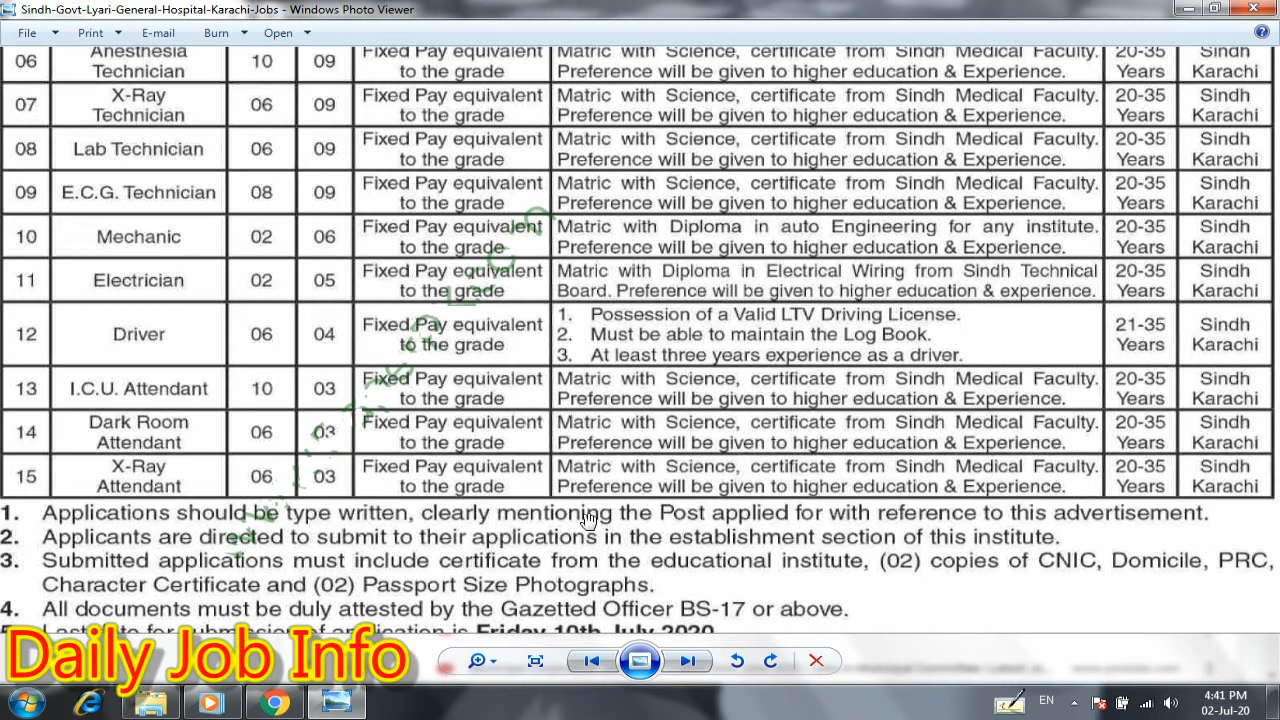 Sindh-Govt-Lyari-General-Hospital-Karachi-Jobs - Windows Photo Viewer
File Print E-mail Burn Open
06 Anesthesia Technician 10 09 Fixed Pay equivalent to the grade Matric with Science, certificate from Sindh Medical Faculty. Preference will be given to higher education & Experience. 20-35 Years Sindh Karachi
07 X-Ray Technician 06 09 Fixed Pay equivalent to the grade Matric with Science, certificate from Sindh Medical Faculty. Preference will be given to higher education & Experience. 20-35 Years Sindh Karachi
08 Lab Technician 06 09 Fixed Pay equivalent to the grade Matric with Science, certificate from Sindh Medical Faculty. Preference will be given to higher education & Experience. 20-35 Years Sindh Karachi
09 E.C.G. Technician 08 09 Fixed Pay equivalent to the grade Matric with Science, certificate from Sindh Medical Faculty. Preference will be given to higher education & Experience. 20-35 Years Sindh Karachi
10 Mechanic 02 06 Fixed Pay equivalent to the grade Matric with Diploma in auto Engineering for any institute. Preference will be given to higher education & Experience. 20-35 Years Sindh Karachi
11 Electrician 02 05 Fixed Pay equivalent to the grade Matric with Diploma in Electrical Wiring from Sindh Technical Board. Preference will be given to higher education & experience. 20-35 Years Sindh Karachi
12 Driver 06 04 Fixed Pay equivalent to the grade 1. Possession of a Valid LTV Driving License. 2. Must be able to maintain the Log Book. 3. At least three years experience as a driver. 21-35 Years Sindh Karachi
13 I.C.U. Attendant 10 03 Fixed Pay equivalent to the grade Matric with Science, certificate from Sindh Medical Faculty. Preference will be given to higher education & Experience. 20-35 Years Sindh Karachi
14 Dark Room Attendant 06 03 Fixed Pay equivalent to the grade Matric with Science, certificate from Sindh Medical Faculty. Preference will be given to higher education & Experience. 20-35 Years Sindh Karachi
15 X-Ray Attendant 06 03 Fixed Pay equivalent to the grade Matric with Science, certificate from Sindh Medical Faculty. Preference will be given to higher education & Experience. 20-35 Years Sindh Karachi
1. Applications should be type written, clearly mentioning the Post applied for with reference to this advertisement.
2. Applicants are directed to submit to their applications in the establishment section of this institute.
3. Submitted applications must include certificate from the educational institute, (02) copies of CNIC, Domicile, PRC,
Character Certificate and (02) Passport Size Photographs.
4. All documents must be duly attested by the Gazetted Officer BS-17 or above.
submission of application is Friday 10th July 2020
Daily Job Info
EN
4:41 PM
02-Jul-20